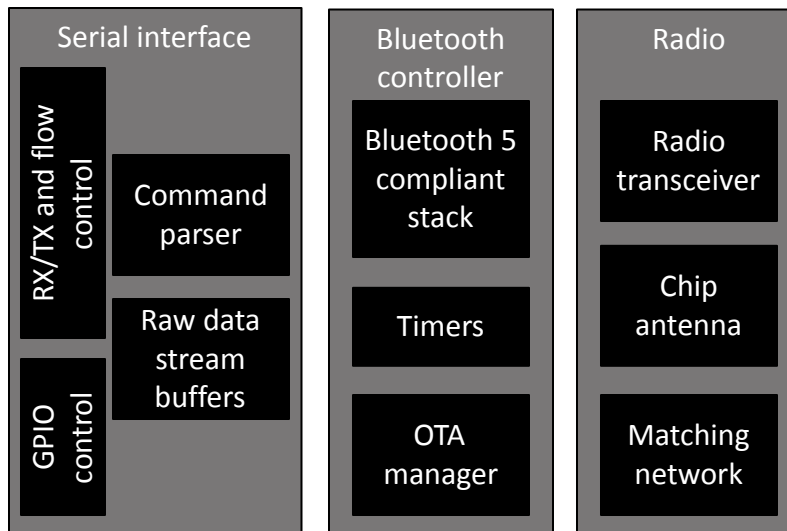 Serial interface
RX/TX and flow
control
Command
parser
Raw data
stream
buffers
GPIO
control
Bluetooth
controller
Bluetooth 5
compliant
stack
Timers
OTA
manager
Radio
Radio
transceiver
Chip
antenna
Matching
network